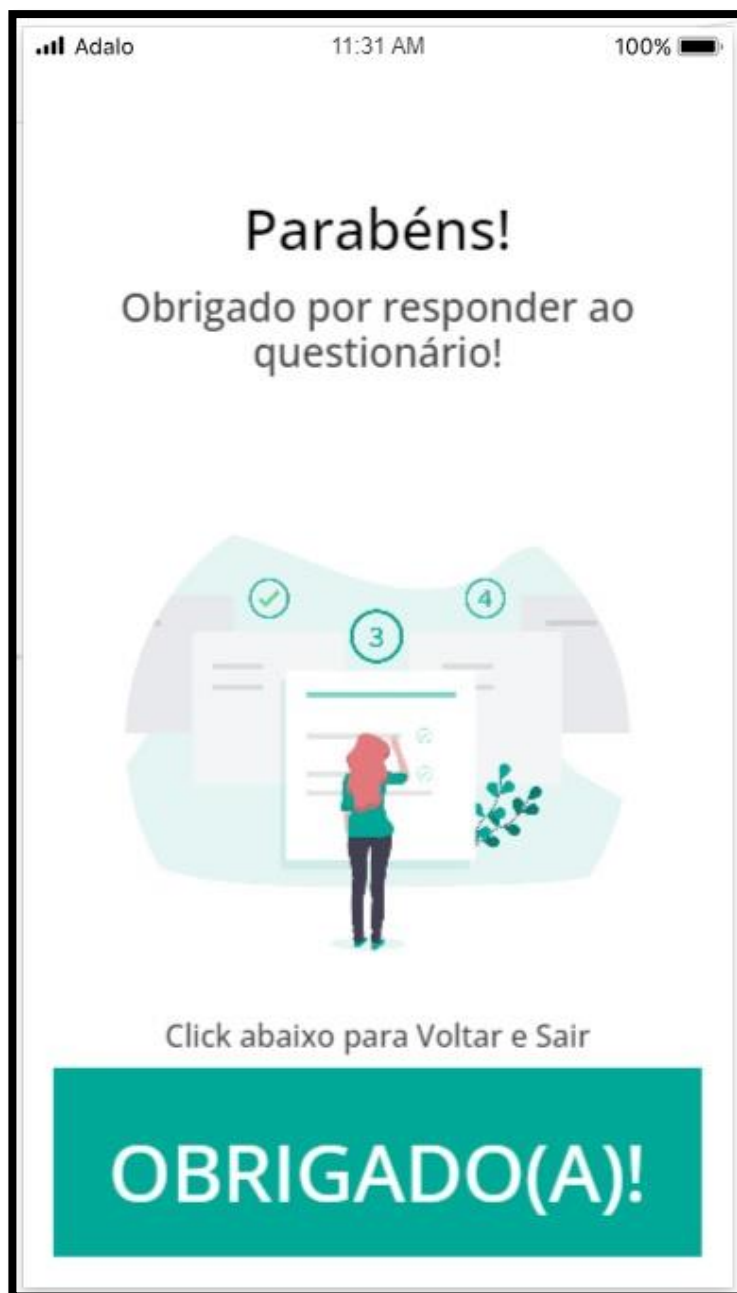 Adalo 11:31 AM 100%
Parabéns!
Obrigado por responder ao
questionário!
4
3
Click abaixo para Voltar e Sair
OBRIGADO(A)!